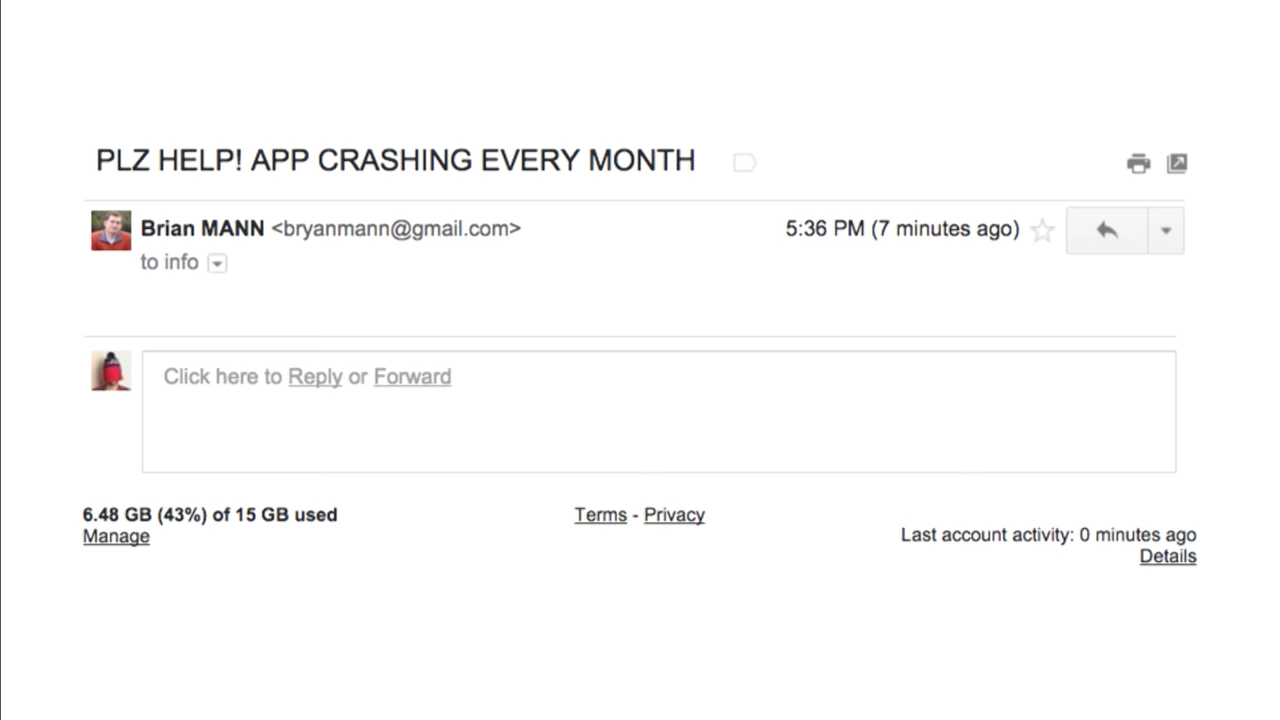 PLZ HELP! APP CRASHING EVERY MONTH
Brian MANN <bryanmann@gmail.com>
5:36 PM (7 minutes ago)
to info
Click here to Reply or Forward
6.48 GB (43%) of 15 GB used
Manage
Terms - Privacy
Last account activity: 0 minutes ago
Details